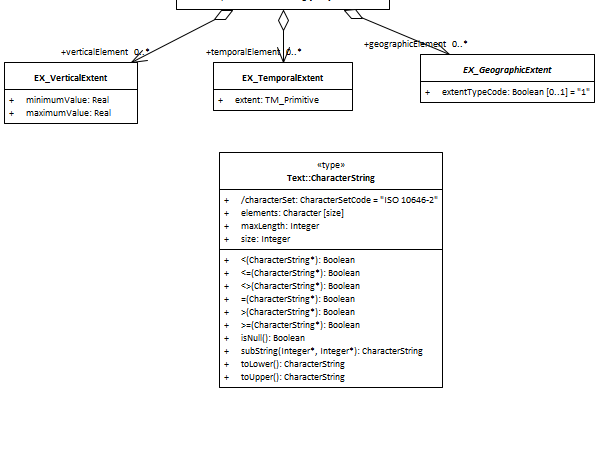 +verticalElement 0..*
+temporalElement 0..*
+geographicElement 0..*
EX_VerticalExtent
+ minimumValue: Real
+ maximumValue: Real
EX_TemporalExtent
+ extent: TM_Primitive
EX_GeographicExtent
+ extentTypeCode: Boolean [0..1] = "1"
«type»
Text::CharacterString
+ /characterSet: CharacterSetCode = "ISO 10646-2"
+ elements: Character [size]
+ maxLength: Integer
+ size: Integer
+ <(CharacterString*): Boolean
+ <=(CharacterString*): Boolean
+ <>(CharacterString*): Boolean
+ =(CharacterString*): Boolean
+ >(CharacterString*): Boolean
+ >=(CharacterString*): Boolean
+ isNull(): Boolean
+ subString(Integer*, Integer*): CharacterString
+ toLower(): CharacterString
+ toUpper(): CharacterString